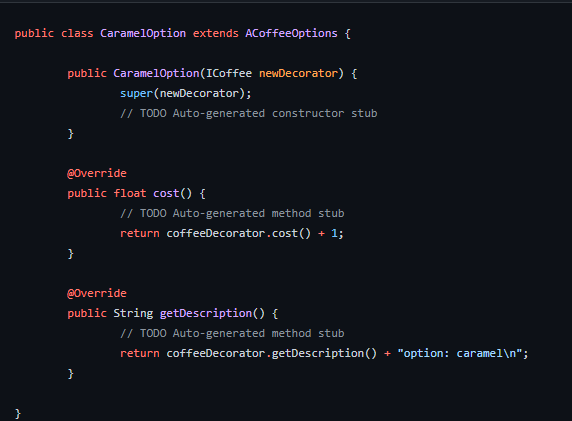 public class CaramelOption extends ACoffeeOptions {
public CaramelOption(ICoffee newDecorator) {
super(newDecorator);
// TODO Auto-generated constructor stub
}
@Override
public float cost() {
// TODO Auto-generated method stub
return coffeeDecorator.cost() + 1;
}
@Override
public String getDescription() {
// TODO Auto-generated method stub
return coffeeDecorator.getDescription() + "option: caramel\n";
}
}